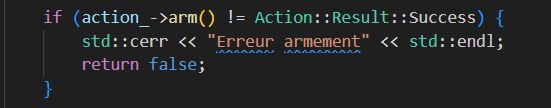 if (action_->arm() != Action::Result::Success) {
    std::cerr << "Erreur armement" << std::endl;
    return false;
}